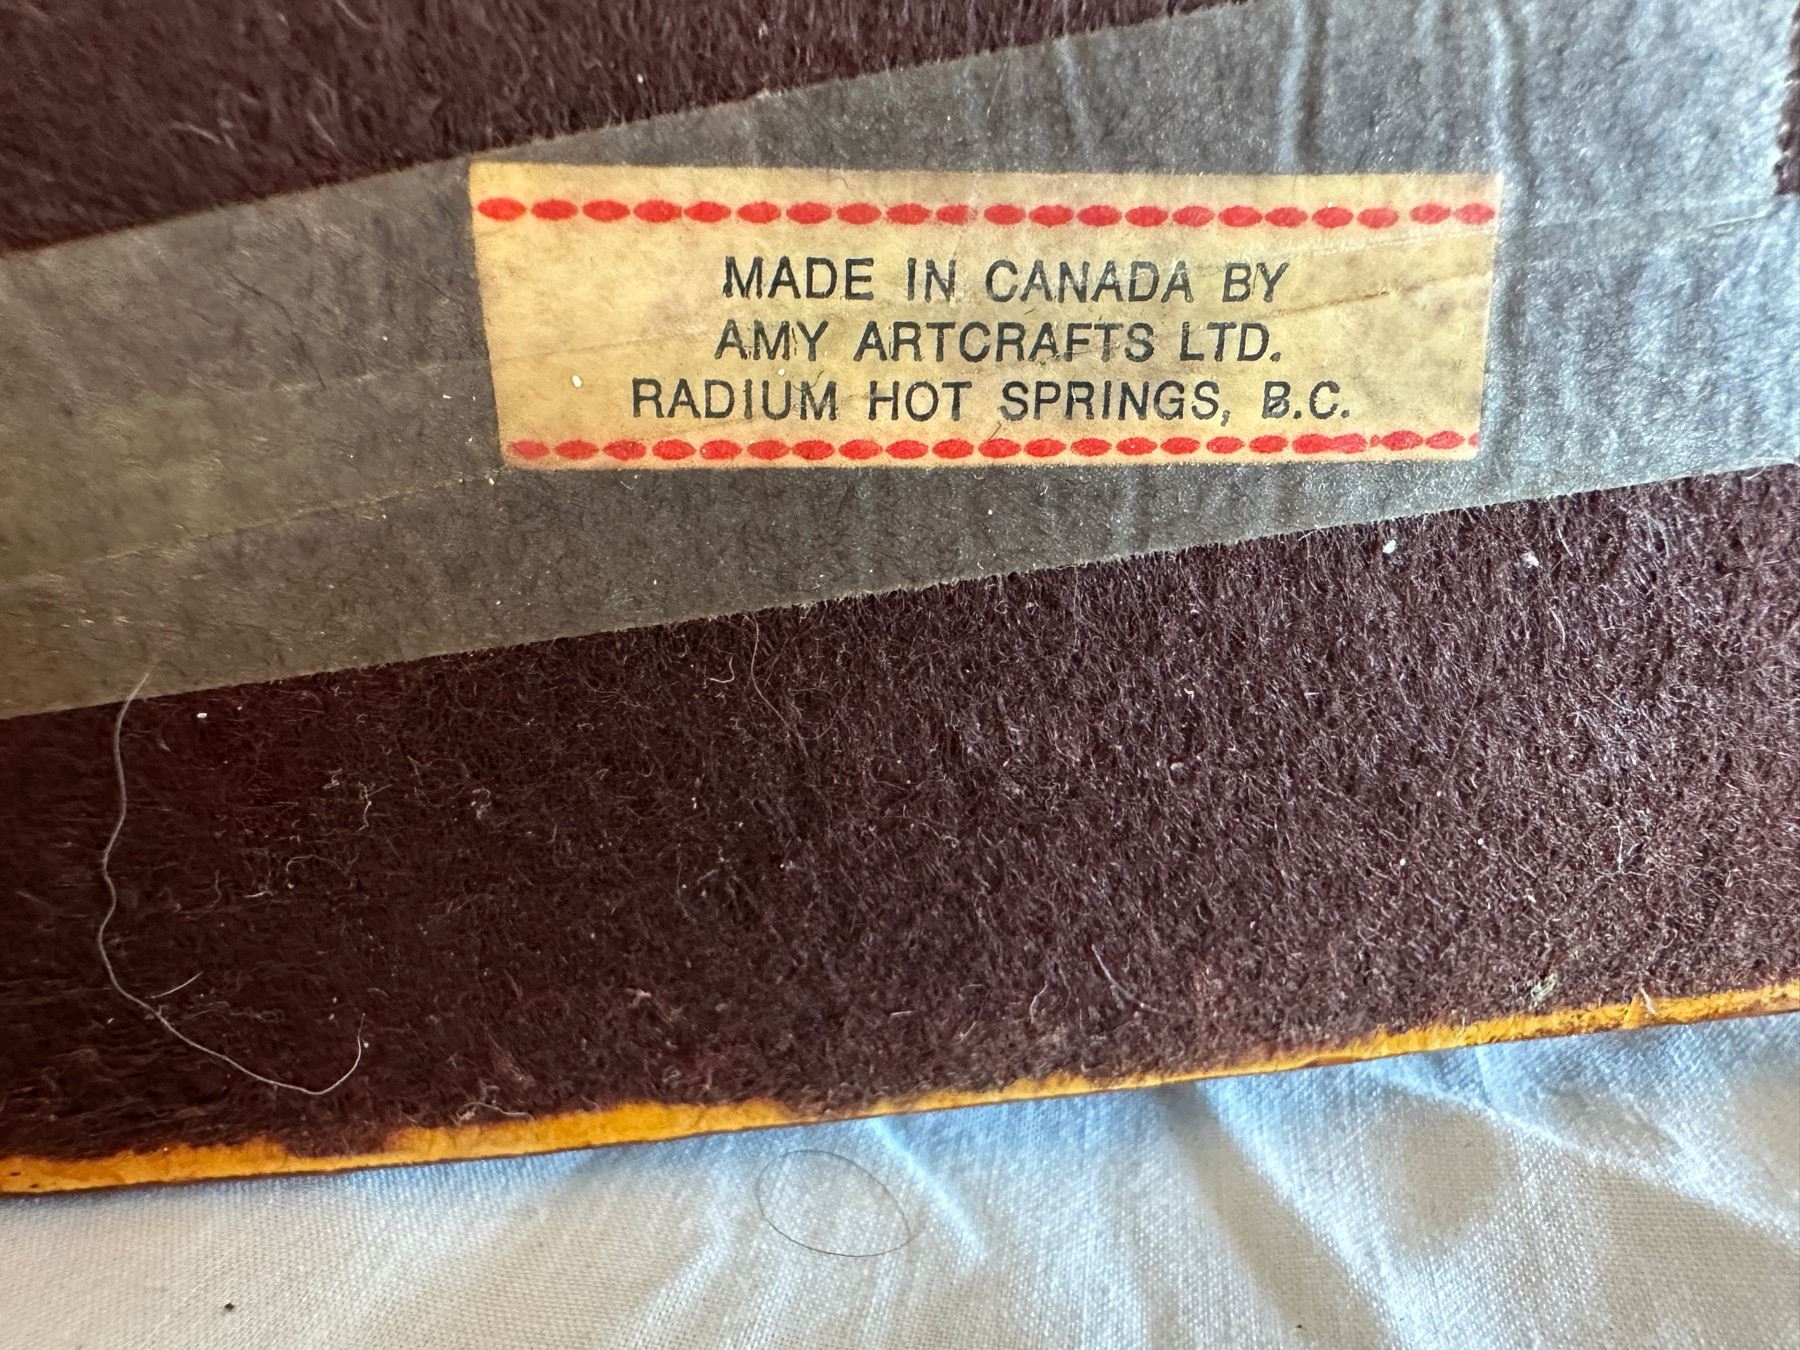 MADE IN CANADA BY
AMY ARTCRAFTS LTD.
RADIUM HOT SPRINGS, B.C.